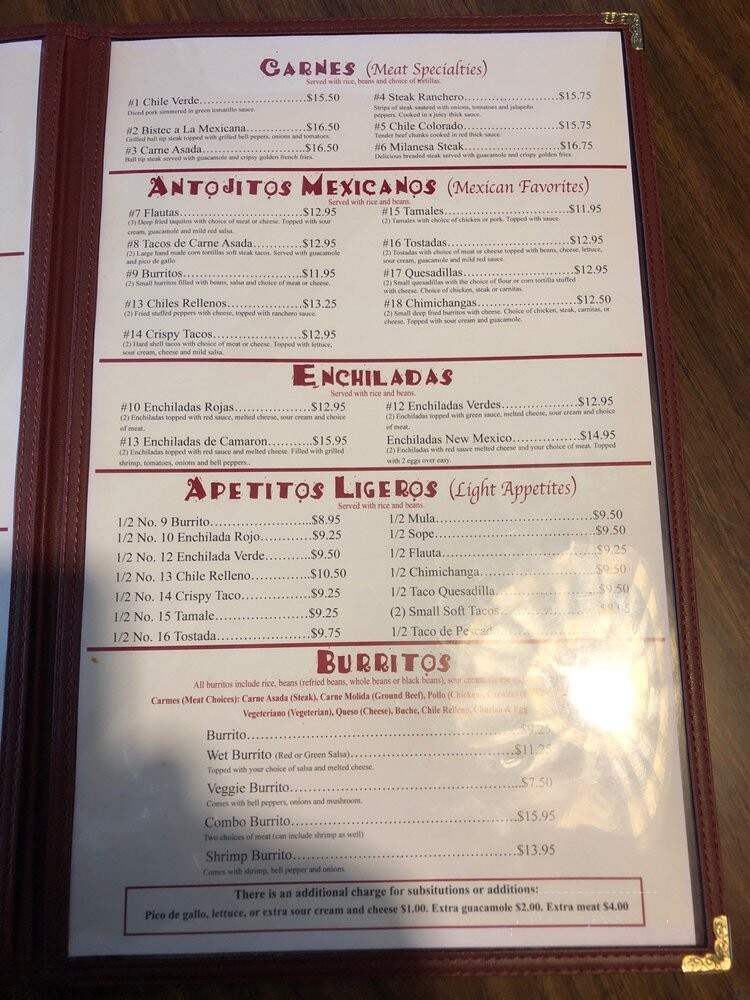 CARNES (Meat Specialties)
Served with rice, beans and choice of tortillas.
#1 Chile Verde..........................$15.50
Diced pork simmered in green tomatillo sauce.
#2 Bistec a La Mexicana..............$16.50
Grilled ball tip steak topped with grilled bell pepers, onions and tomatoes.
#3 Carne Asada.........................$16.50
Ball tip steak served with guacamole and cripsy golden french fries.
#4 Steak Ranchero.......................$15.75
Strips of steak sauteed with onions, tomatoes and jalapeño
peppers. Cooked in a juicy thick sauce.
#5 Chile Colorado.......................$15.75
Tender beef chunks cooked in red thick sauce.
#6 Milanesa Steak.......................$16.75
Delicious breaded steak served with guacamole and crispy golden fries.
ANTOJITOS MEXICANOS (Mexican Favorites)
Served with rice and beans.
#7 Flautas..............................$12.95
(3) Deep fried taquitos with choice of meat or cheese. Topped with sour
cream, guacamole and mild red salsa.
#8 Tacos de Carne Asada............$12.95
(2) Large hand made corn tortillas soft steak tacos. Served with guacamole
and pico de gallo
#9 Burritos.............................$11.95
(2) Small burritos filled with beans, salsa and choice of meat or cheese.
#13 Chiles Rellenos...................$13.25
(2) Fried stuffed peppers with cheese, topped with ranchero sauce.
#14 Crispy Tacos......................$12.95
(2) Hard shell tacos with choice of meat or cheese. Topped with lettuce,
sour cream, cheese and mild salsa.
#15 Tamales...............................$11.95
(2) Tamales with choice of chicken or pork. Topped with sauce.
#16 Tostadas..............................$12.95
(2) Tostadas with choice of meat or cheese topped with beans, cheese, lettuce,
sour cream, guacamole and mild red sauce.
#17 Quesadillas...........................$12.95
(2) Small quesadillas with the choice of flour or corn tortilla stuffed
with cheese. Choice of chicken, steak or carnitas.
#18 Chimichangas........................$12.50
(2) Small deep fried burritos with cheese. Choice of chicken, steak, carnitas, or
cheese. Topped with sour cream and guacamole.
ENCHILADAS
Served with rice and beans.
#10 Enchiladas Rojas...................$12.95
(2) Enchiladas topped with red sauce, melted cheese, sour cream and choice
of meat.
#13 Enchiladas de Camaron..........$15.95
(2) Enchiladas topped with red sauce and melted cheese. Filled with grilled
shrimp, tomatoes, onions and bell peppers..
#12 Enchiladas Verdes...................$12.95
(2) Enchiladas topped with green sauce, melted cheese, sour cream and choice
of meat.
Enchiladas New Mexico................$14.95
(2) Enchiladas with red sauce melted cheese and your choice of meat. Topped
with 2 eggs over easy.
APETITOS LIGEROS (Light Appetites)
Served with rice and beans.
1/2 No. 9 Burrito........................$8.95
1/2 No. 10 Enchilada Rojo............$9.25
1/2 No. 12 Enchilada Verde...........$9.50
1/2 No. 13 Chile Relleno..............$10.50
1/2 No. 14 Crispy Taco................$9.25
1/2 No. 15 Tamale......................$9.25
1/2 No. 16 Tostada......................$9.75
1/2 Mula....................................$9.50
1/2 Sope....................................$9.50
1/2 Flauta..................................$9.25
1/2 Chimichanga.........................$9.50
1/2 Taco Quesadilla......................$9.50
(2) Small Soft Tacos
1/2 Taco de Pescad
BURRITOS
All burritos include rice, beans (refried beans, whole beans or black beans), sour cream,
Carmes (Meat Choices): Carne Asada (Steak), Carne Molida (Ground Beef), Pollo (Chicken),
Vegeteriano (Vegeterian), Queso (Cheese), Buche, Chile Relleno, Chorizo & Egg
Burrito..........................................$9.25
Wet Burrito (Red or Green Salsa)..................$11.25
Topped with your choice of salsa and melted cheese.
Veggie Burrito.................................$7.50
Comes with bell peppers, onions and mushroom.
Combo Burrito.................................$15.95
Two choices of meat (can include shrimp as well)
Shrimp Burrito.................................$13.95
Comes with shrimp, bell pepper and onions.
There is an additional charge for subsitutions or additions:
Pico de gallo, lettuce, or extra sour cream and cheese $1.00. Extra guacamole $2.00. Extra meat $4.00